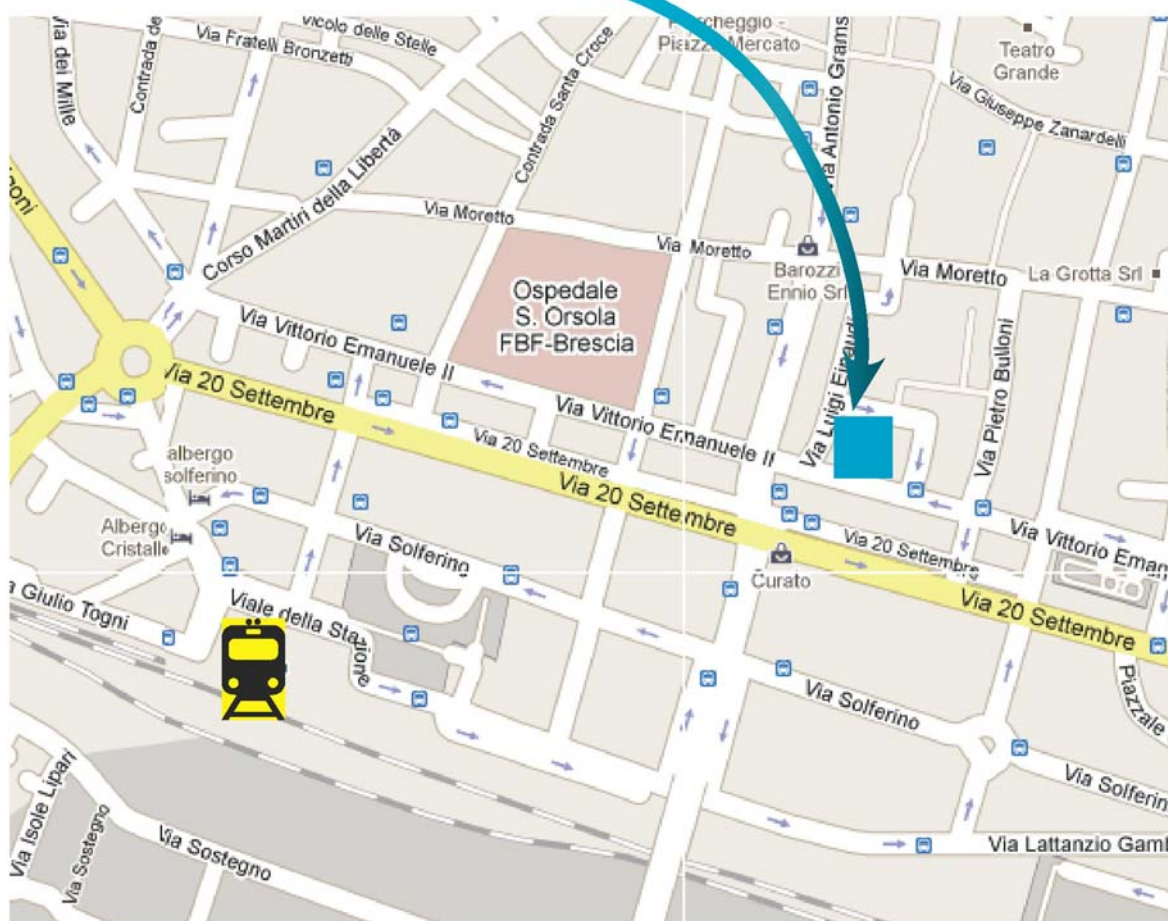 Via dei Mille
Contrada de
Via Fratelli Bronzetti
vicolo delle Stelle
Contrada Santa Croce
Piazza Mercato
Via Antonio Grams
Teatro
Grande
Via Giuseppe Zanardelli
Corso Martiri della Libertà
Via Moretto
Via Moretto
Barozzi
Ennio Srl
Via Moretto
La Grotta Srl
Ospedale
S. Orsola
FBF-Brescia
Via Vittorio Emanuele II
Via Vittorio Emanuele II
Via Luigi Einaudi
Via Pietro Bulloni
Via 20 Settembre
Via 20 Settembre
Via 20 Settembre
albergo
solferino
Albergo
Cristallo
Via Solferino
Via 20 Settembre
Curato
Via Vittorio Eman
Via 20 Settembre
a Giulio Togni
Viale della Stazione
Via Solferino
Piazzale
Via Solferin
Via Isole Lipari
Via Sostegno
Via Sostegno
Via Lattanzio Gamb